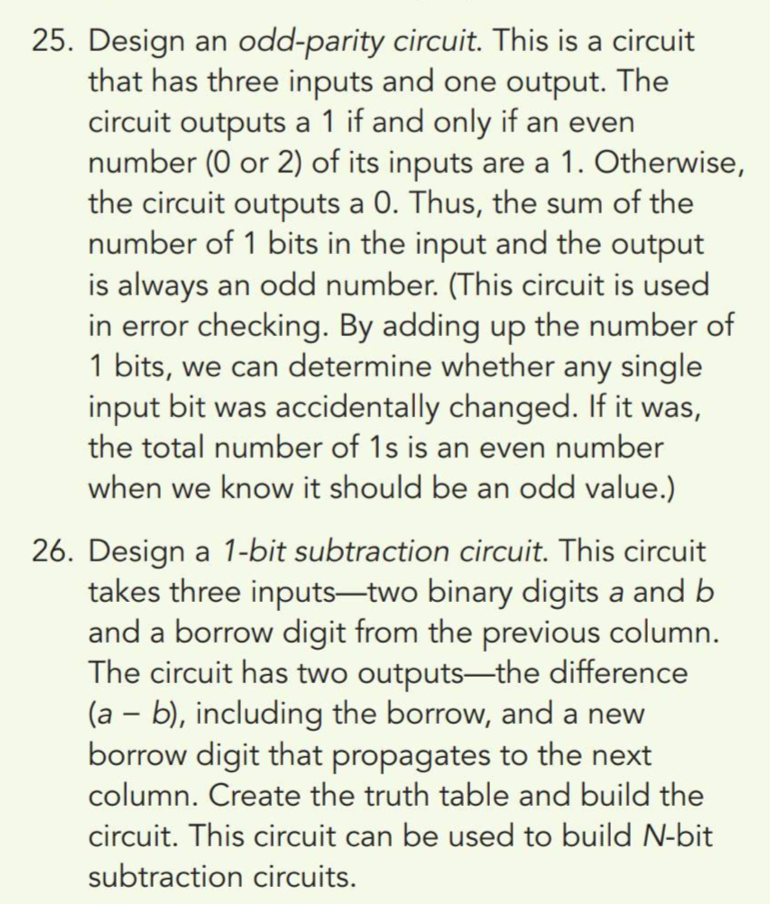 25. Design an odd-parity circuit. This is a circuit
that has three inputs and one output. The
circuit outputs a 1 if and only if an even
number (0 or 2) of its inputs are a 1. Otherwise,
the circuit outputs a 0. Thus, the sum of the
number of 1 bits in the input and the output
is always an odd number. (This circuit is used
in error checking. By adding up the number of
1 bits, we can determine whether any single
input bit was accidentally changed. If it was,
the total number of 1s is an even number
when we know it should be an odd value.)
26. Design a 1-bit subtraction circuit. This circuit
takes three inputs—two binary digits a and b
and a borrow digit from the previous column.
The circuit has two outputs—the difference
(a − b), including the borrow, and a new
borrow digit that propagates to the next
column. Create the truth table and build the
circuit. This circuit can be used to build N-bit
subtraction circuits.